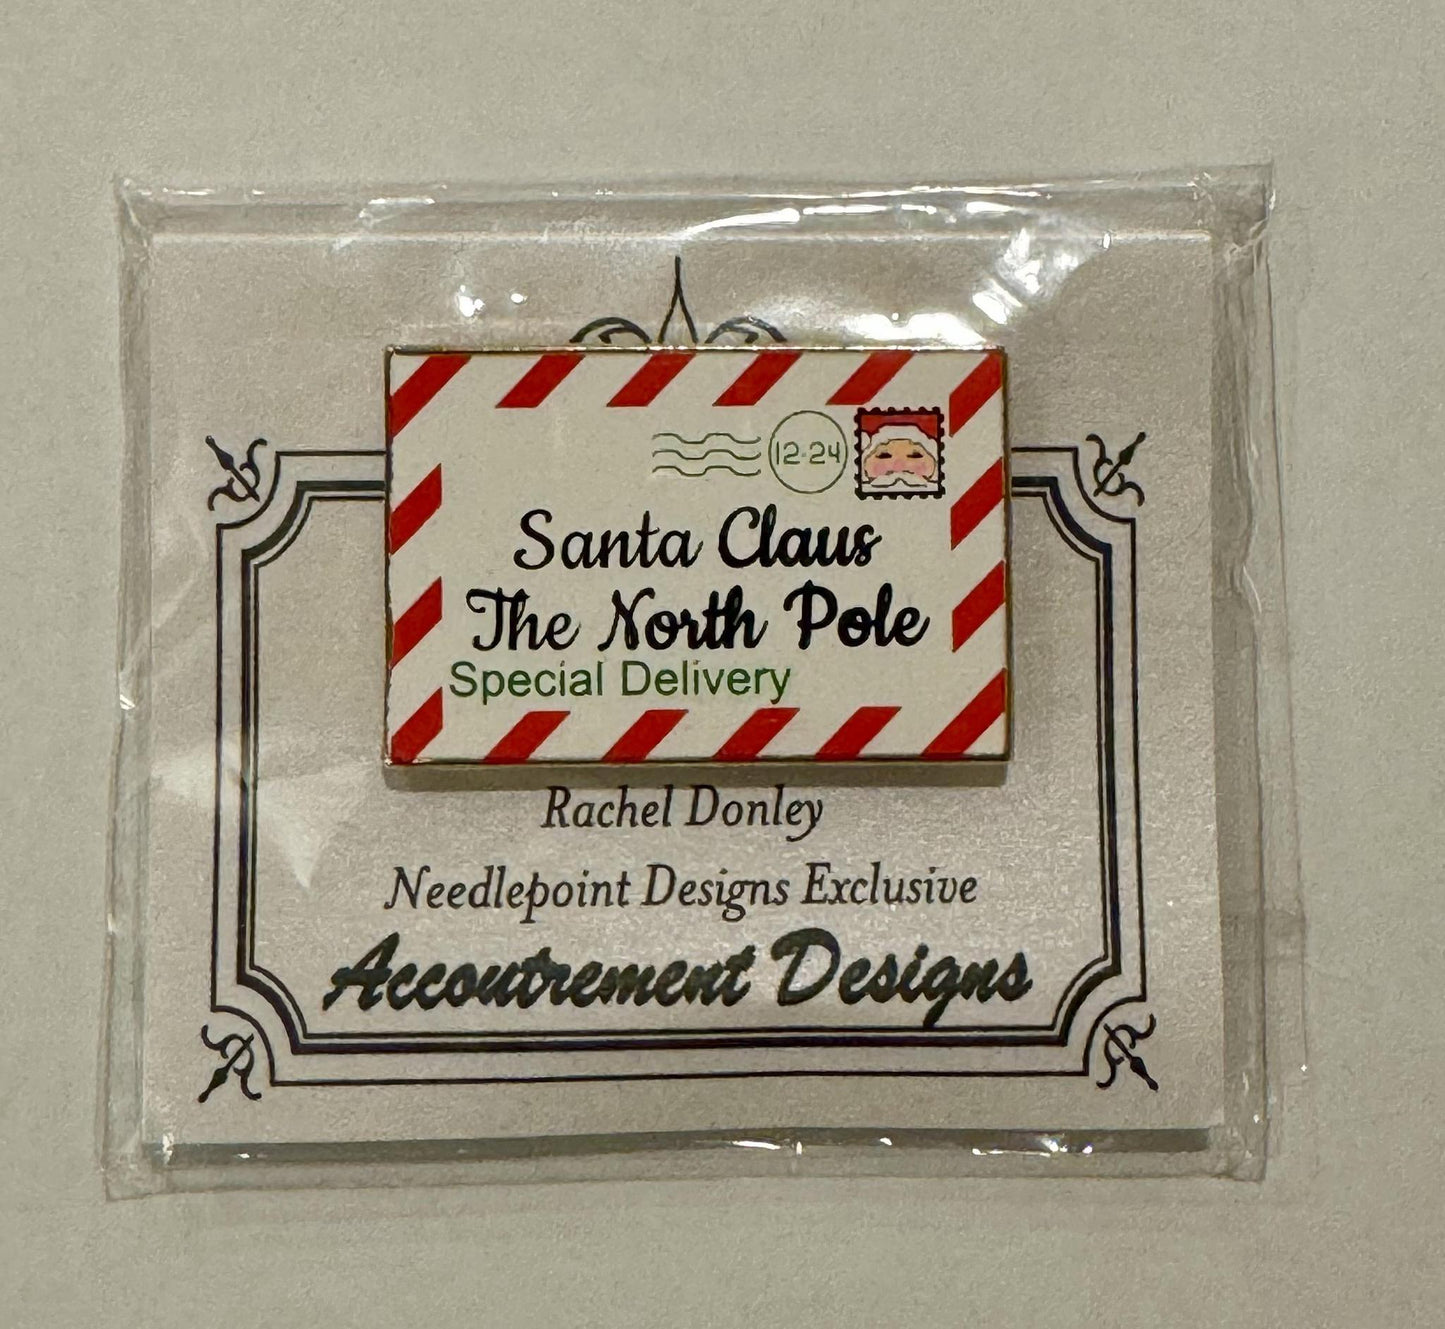 12-24
Santa Claus
The North Pole
Special Delivery
Rachel Donley
Needlepoint Designs Exclusive
Accoutrement Designs